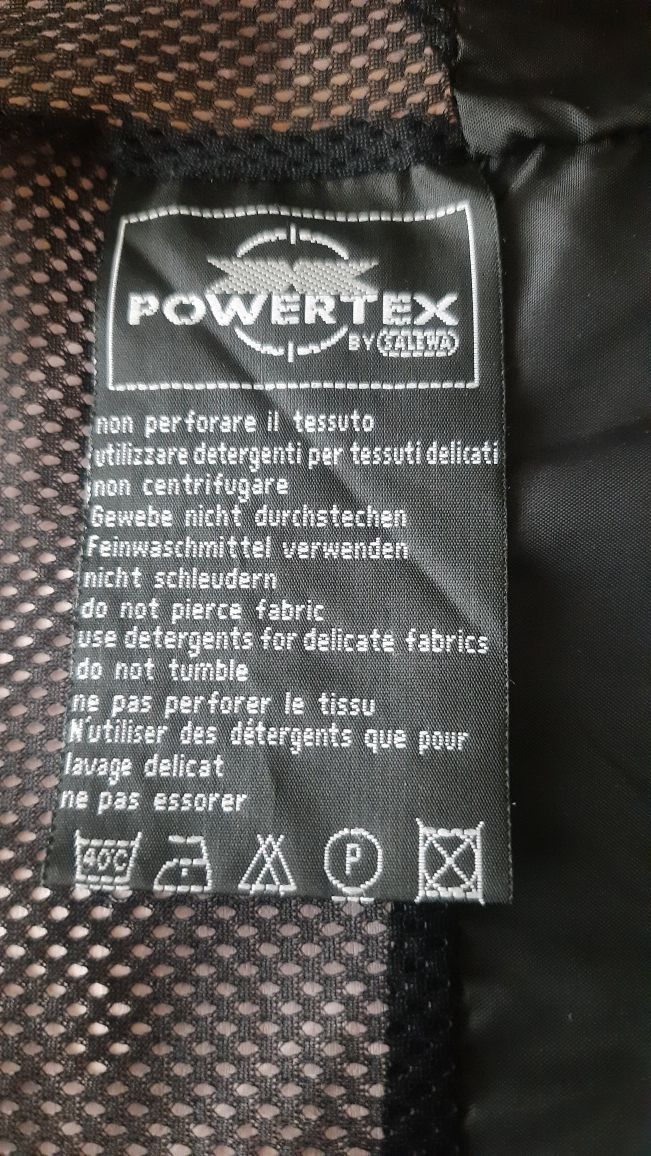 POWERTEX
BY SALEWA
non perforare il tessuto
utilizzare detergenti per tessuti delicati
non centrifugare
Gewebe nicht durchstechen
Feinwaschmittel verwenden
nicht schleudern
do not pierce fabric
use detergents for delicate fabrics
do not tumble
ne pas perforer le tissu
N'utiliser des détergents que pour
lavage delicat
ne pas essorer
40°C P